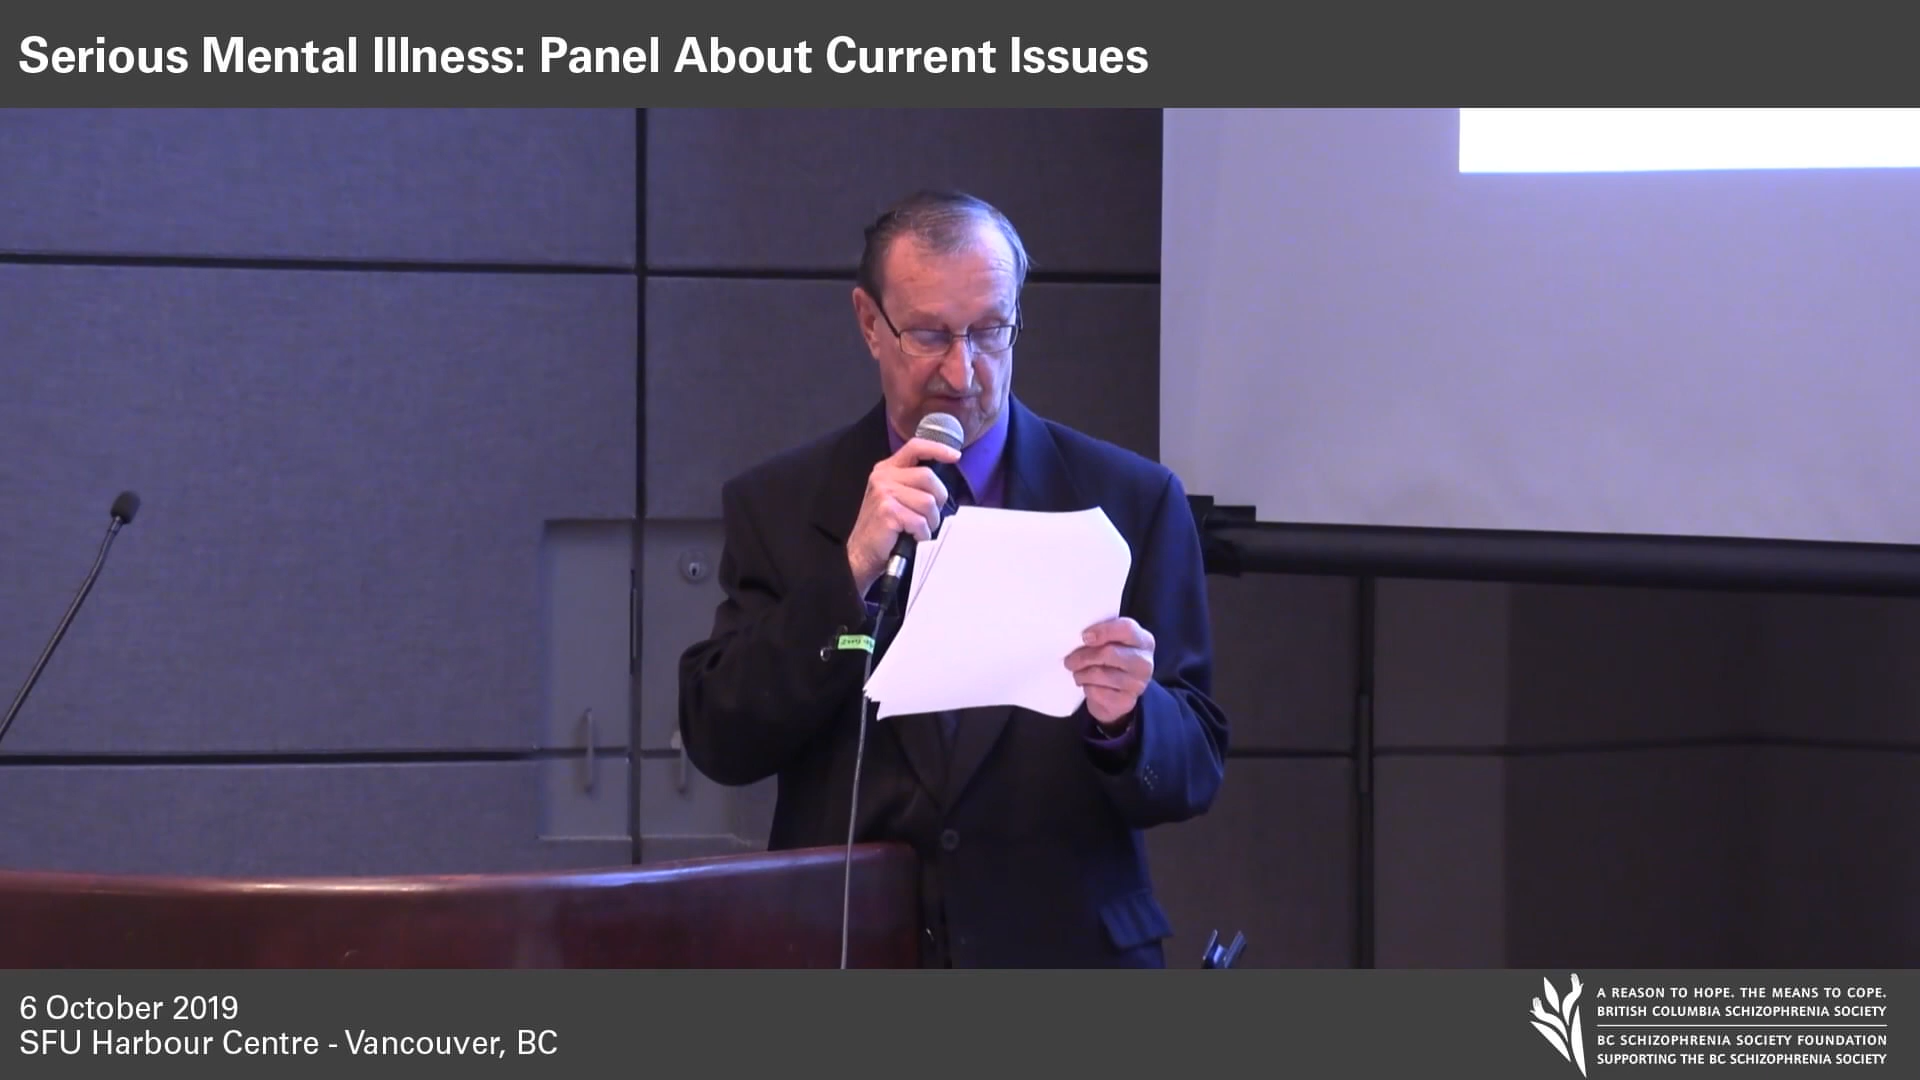 Serious Mental Illness: Panel About Current Issues
6 October 2019
SFU Harbour Centre - Vancouver, BC
A REASON TO HOPE. THE MEANS TO COPE.
BRITISH COLUMBIA SCHIZOPHRENIA SOCIETY
BC SCHIZOPHRENIA SOCIETY FOUNDATION
SUPPORTING THE BC SCHIZOPHRENIA SOCIETY